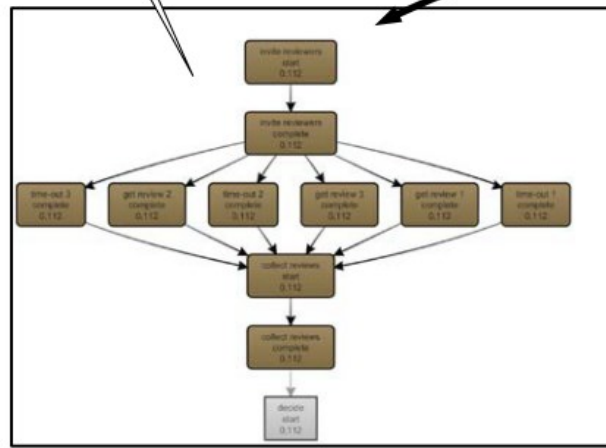 invite reviewers
start
0.112
invite reviewers
complete
0.112
time-out 3
complete
0.112
get review 2
complete
0.112
time-out 2
complete
0.112
get review 3
complete
0.112
get review 1
complete
0.112
time-out 1
complete
0.112
collect reviews
start
0.112
collect reviews
complete
0.112
decide
start
0.112